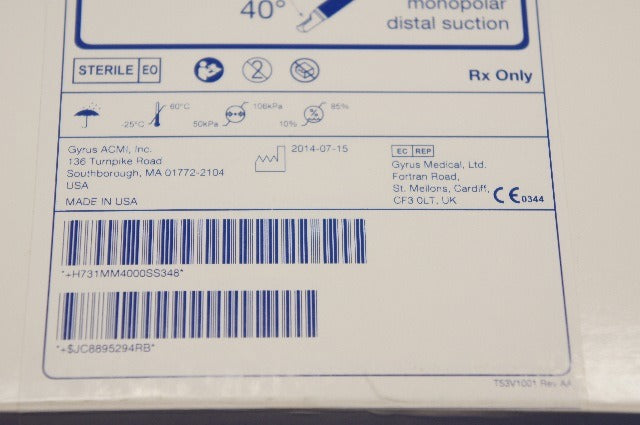 40°
monopolar
distal suction
STERILE EO
2
Rx Only
-25°C 60°C
50kPa 106kPa
10% % 85%
Gyrus ACMI, Inc.
136 Turnpike Road
Southborough, MA 01772-2104
USA
MADE IN USA
2014-07-15
EC REP
Gyrus Medical, Ltd.
Fortran Road,
St. Mellons, Cardiff,
CF3 0LT, UK
CE 0344
*+H731MM4000SS348*
*+$JC8895294RB*
T53V1001 Rev AA